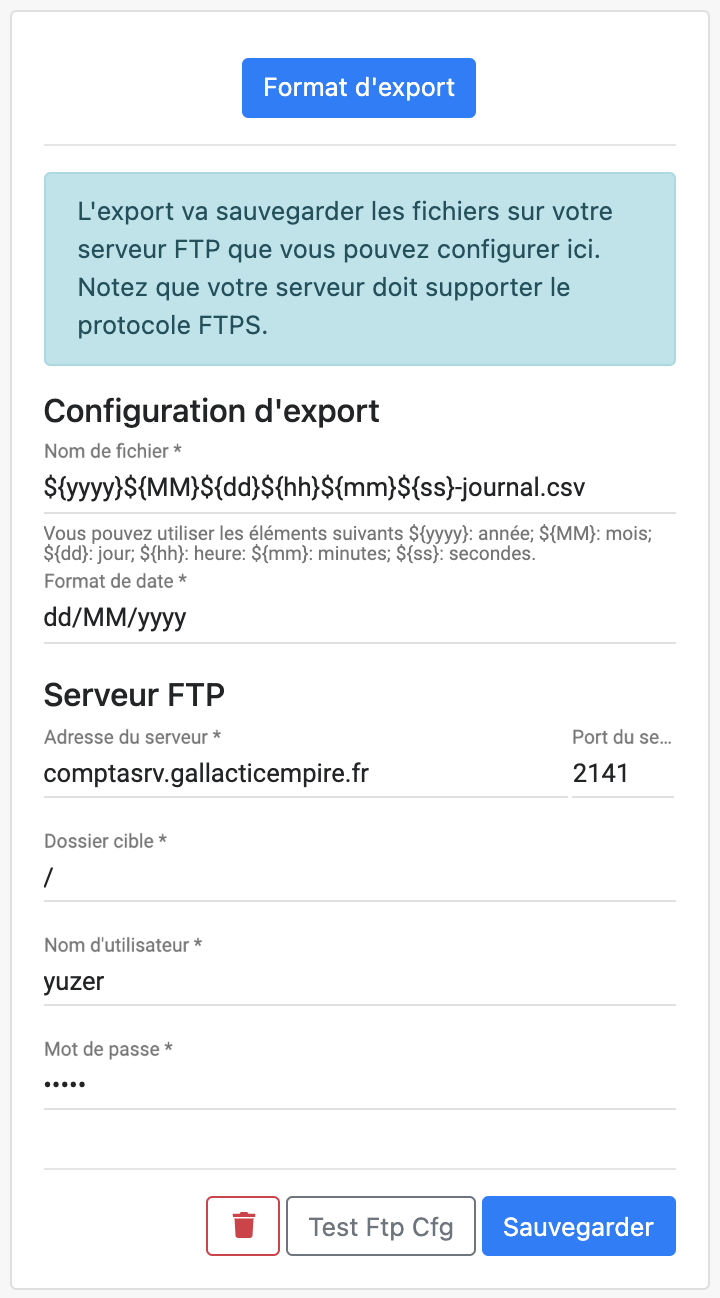 Format d'export
L'export va sauvegarder les fichiers sur votre
serveur FTP que vous pouvez configurer ici.
Notez que votre serveur doit supporter le
protocole FTPS.
Configuration d'export
Nom de fichier *
${yyyy}${MM}${dd}${hh}${mm}${ss}-journal.csv
Vous pouvez utiliser les éléments suivants ${yyyy}: année; ${MM}: mois;
${dd}: jour; ${hh}: heure: ${mm}: minutes; ${ss}: secondes.
Format de date *
dd/MM/yyyy
Serveur FTP
Adresse du serveur * Port du se...
comptasrv.gallacticempire.fr 2141
Dossier cible *
/
Nom d'utilisateur *
yuzer
Mot de passe *
•••••
Test Ftp Cfg Sauvegarder